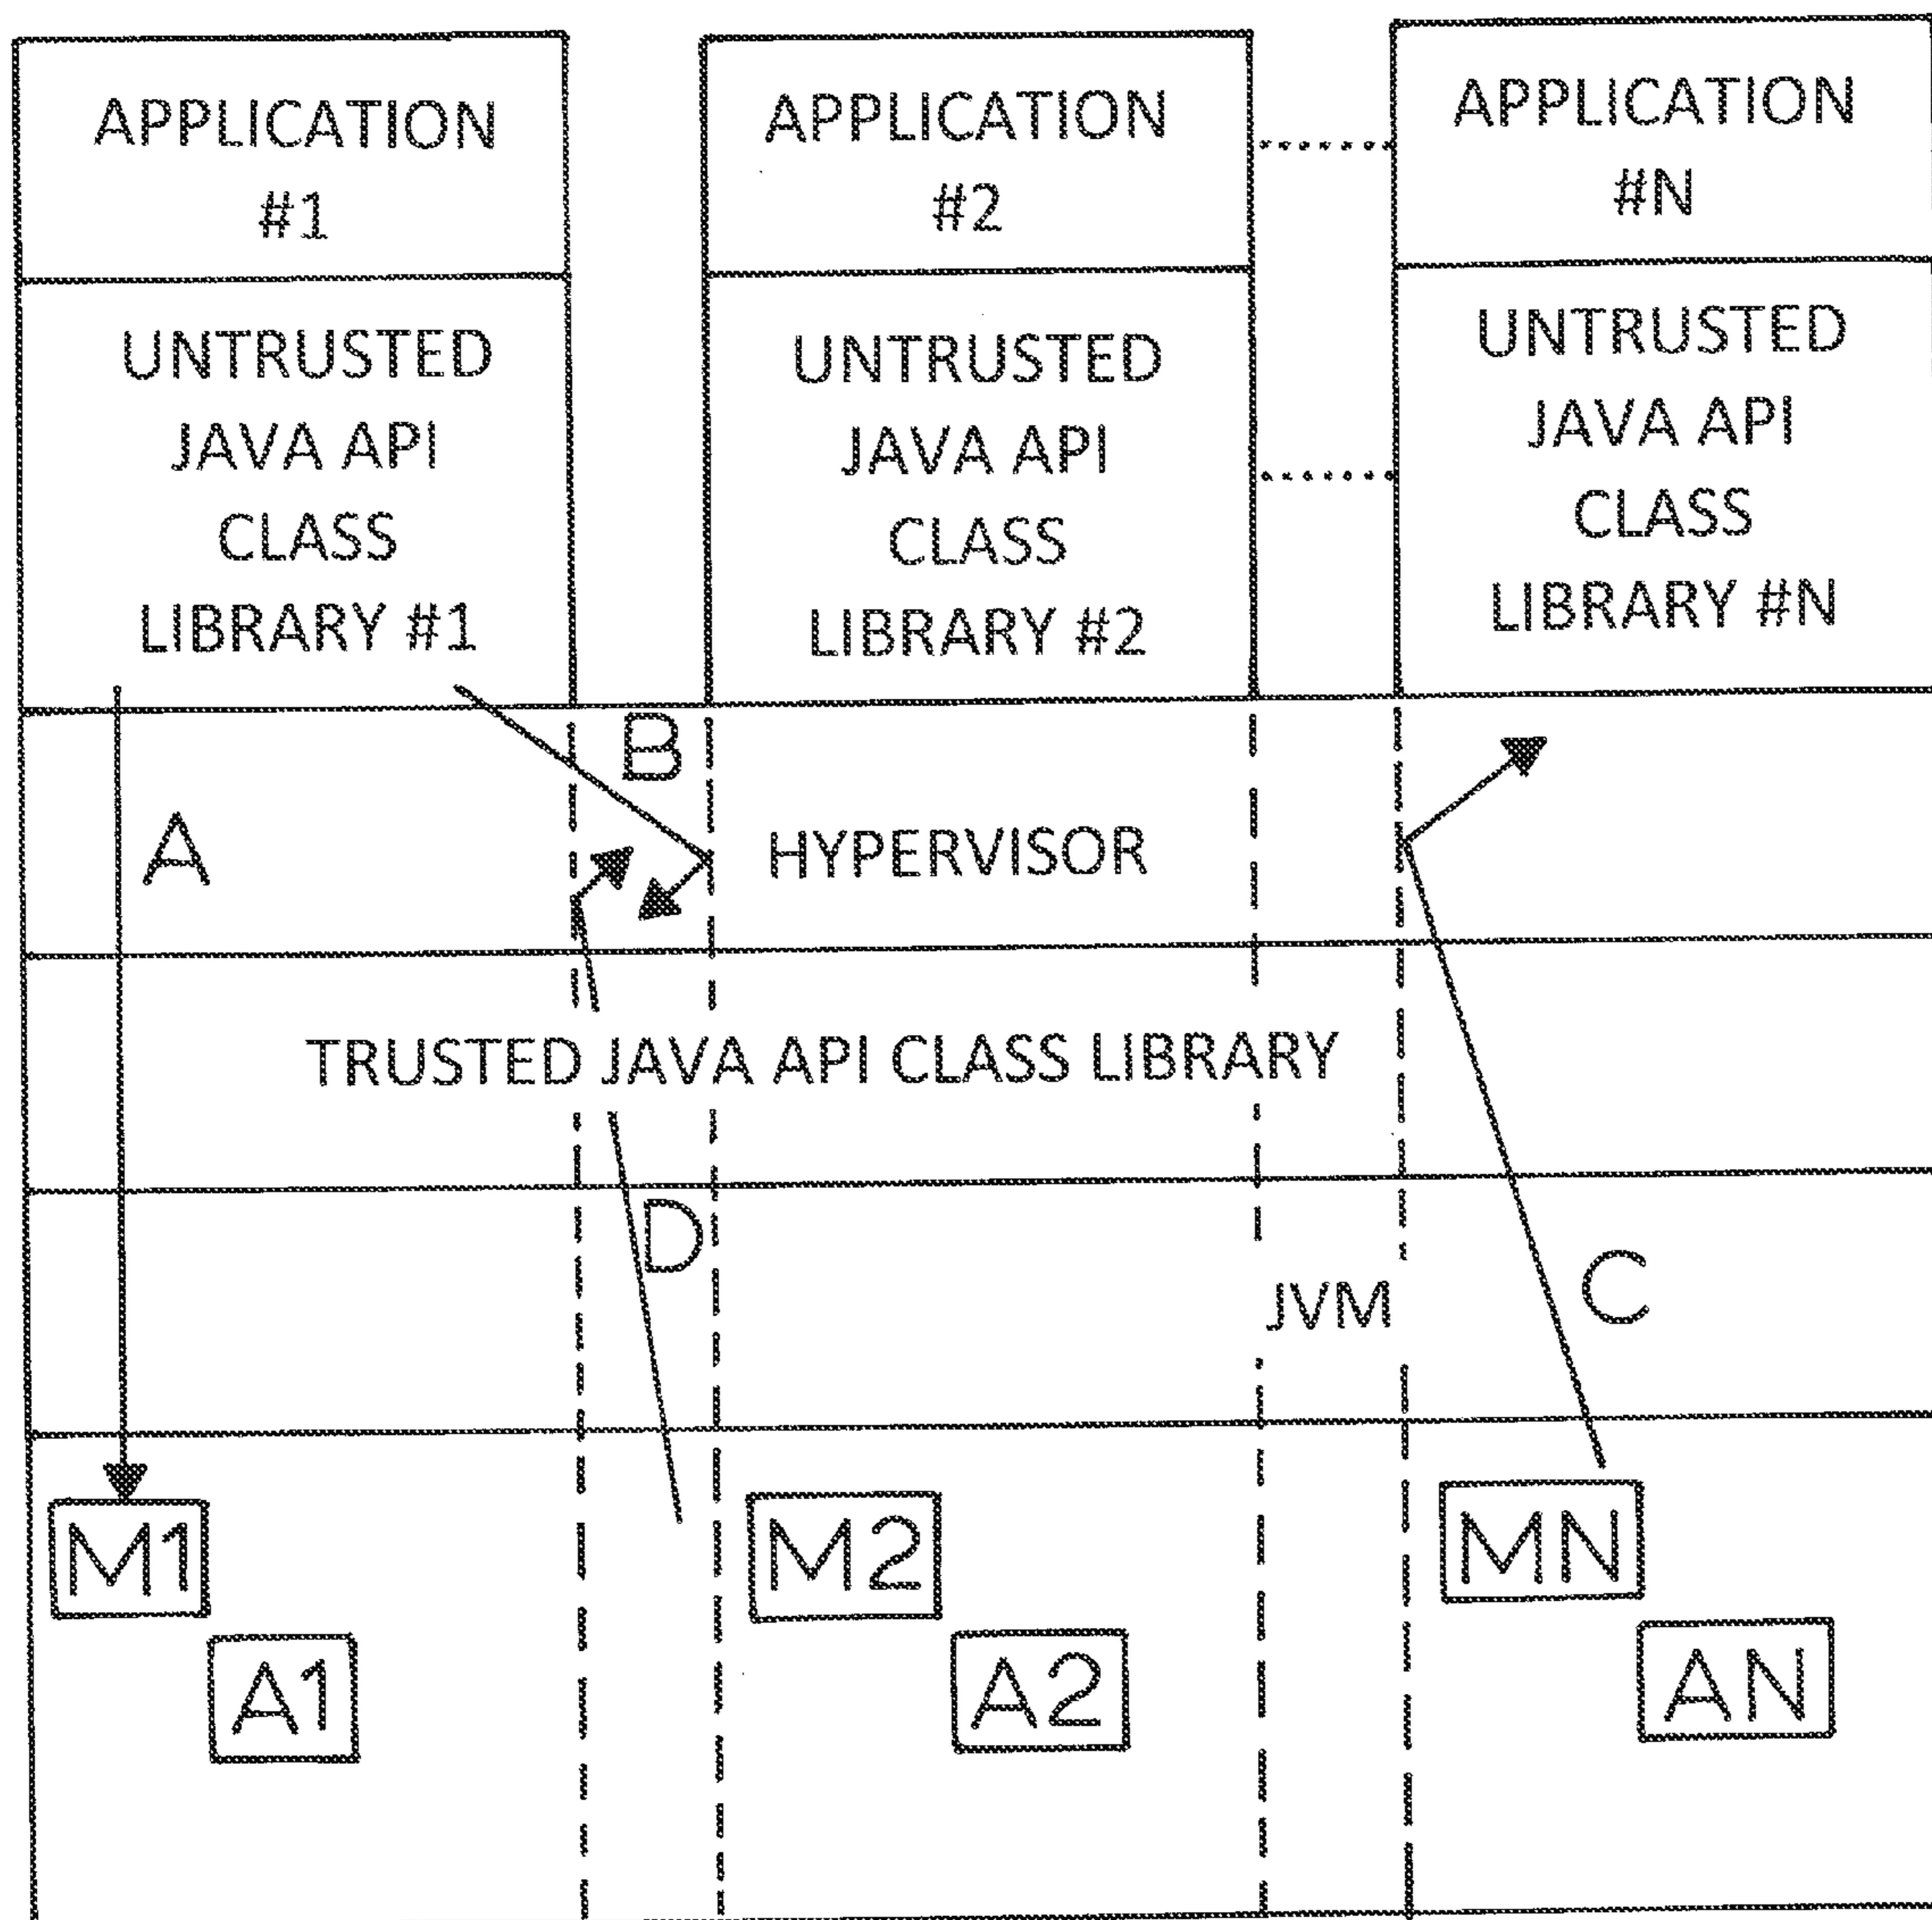 APPLICATION
#1
APPLICATION
#2
APPLICATION
#N
UNTRUSTED
JAVA API
CLASS
LIBRARY #1
UNTRUSTED
JAVA API
CLASS
LIBRARY #2
UNTRUSTED
JAVA API
CLASS
LIBRARY #N
A
B
HYPERVISOR
TRUSTED JAVA API CLASS LIBRARY
D
JVM
C
M1
M2
MN
A1
A2
AN